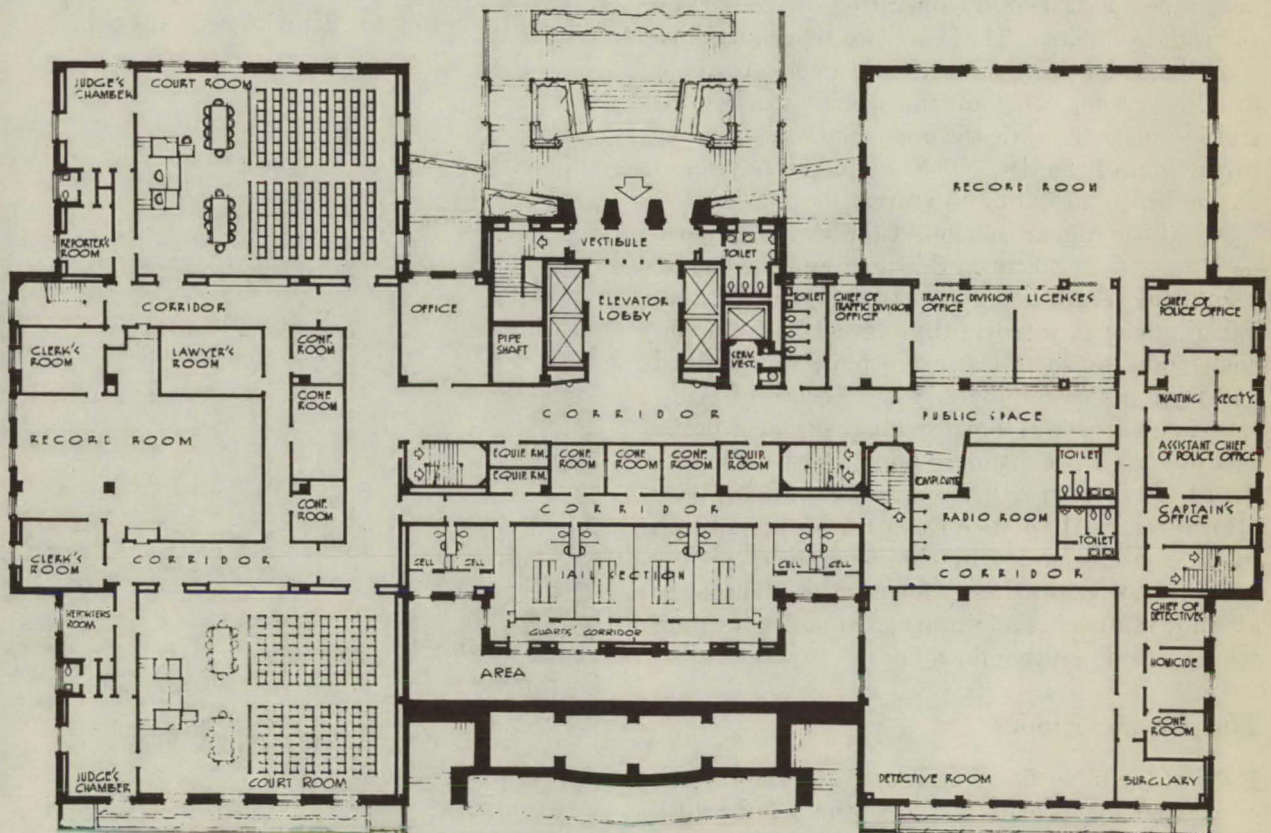 JUDGE'S
CHAMBER
COURT ROOM
REPORTER'S
ROOM
CORRIDOR
CLERK'S
ROOM
LAWYER'S
ROOM
CONF.
ROOM
CONF.
ROOM
RECORD ROOM
CONF.
ROOM
CLERK'S
ROOM
CORRIDOR
REPORTERS
ROOM
JUDGE'S
CHAMBER
COURT ROOM
VESTIBULE
TOILET
OFFICE
PIPE
SHAFT
ELEVATOR
LOBBY
SERV.
VEST.
TOILET
CHIEF OF
TRAFFIC DIVISION
OFFICE
CORRIDOR
EQUIP. RM.
EQUIP. RM.
CONF.
ROOM
CONF.
ROOM
CONF.
ROOM
EQUIP.
ROOM
CORRIDOR
CELL
CELL
JAIL SECTION
CELL
CELL
GUARDS' CORRIDOR
AREA
RECORD ROOM
TRAFFIC DIVISION
OFFICE
LICENSES
CHIEF OF
POLICE OFFICE
PUBLIC SPACE
WAITING
ASSISTANT CHIEF
OF POLICE OFFICE
TOILET
RADIO ROOM
CAPTAIN'S
OFFICE
TOILET
CORRIDOR
CHIEF OF
DETECTIVES
HOMICIDE
CONF.
ROOM
DETECTIVE ROOM
BURGLARY